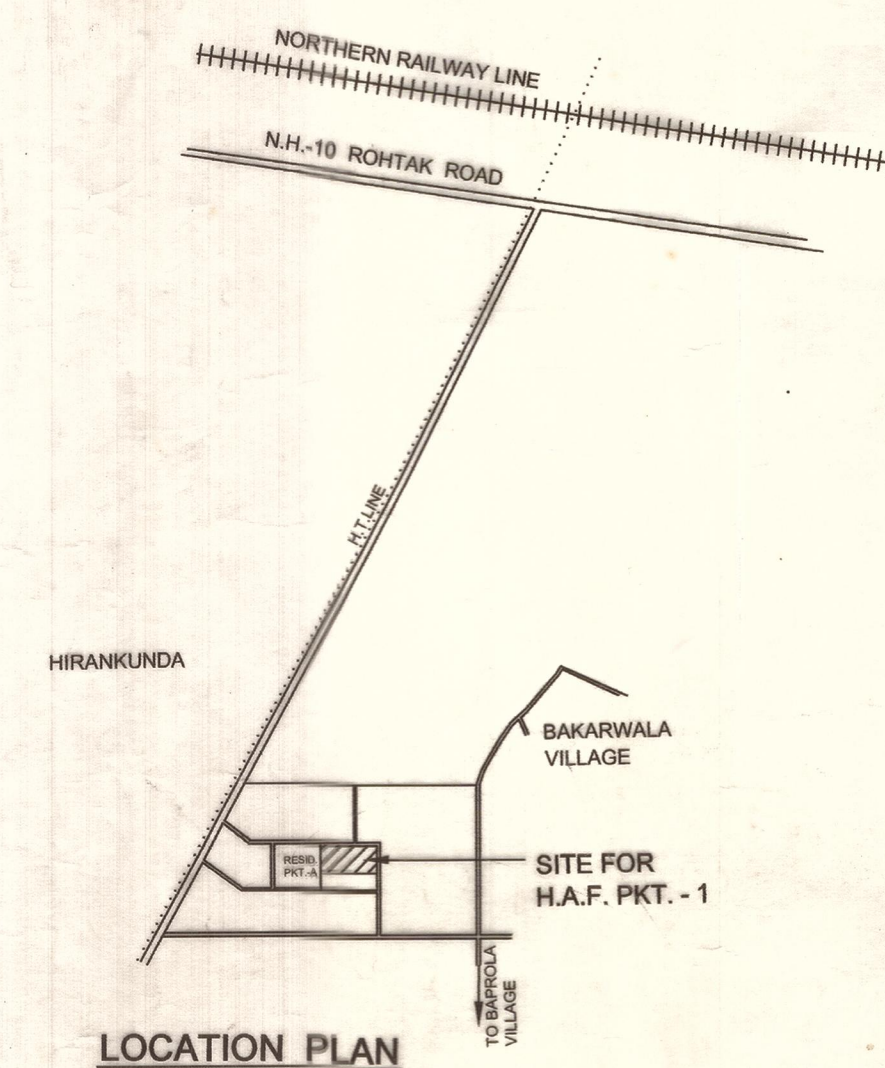 NORTHERN RAILWAY LINE
N.H.-10 ROHTAK ROAD
H.T.LINE
HIRANKUNDA
BAKARWALA
VILLAGE
RESID.
PKT.-A
SITE FOR
H.A.F. PKT. - 1
TO BAPROLA
VILLAGE
LOCATION PLAN